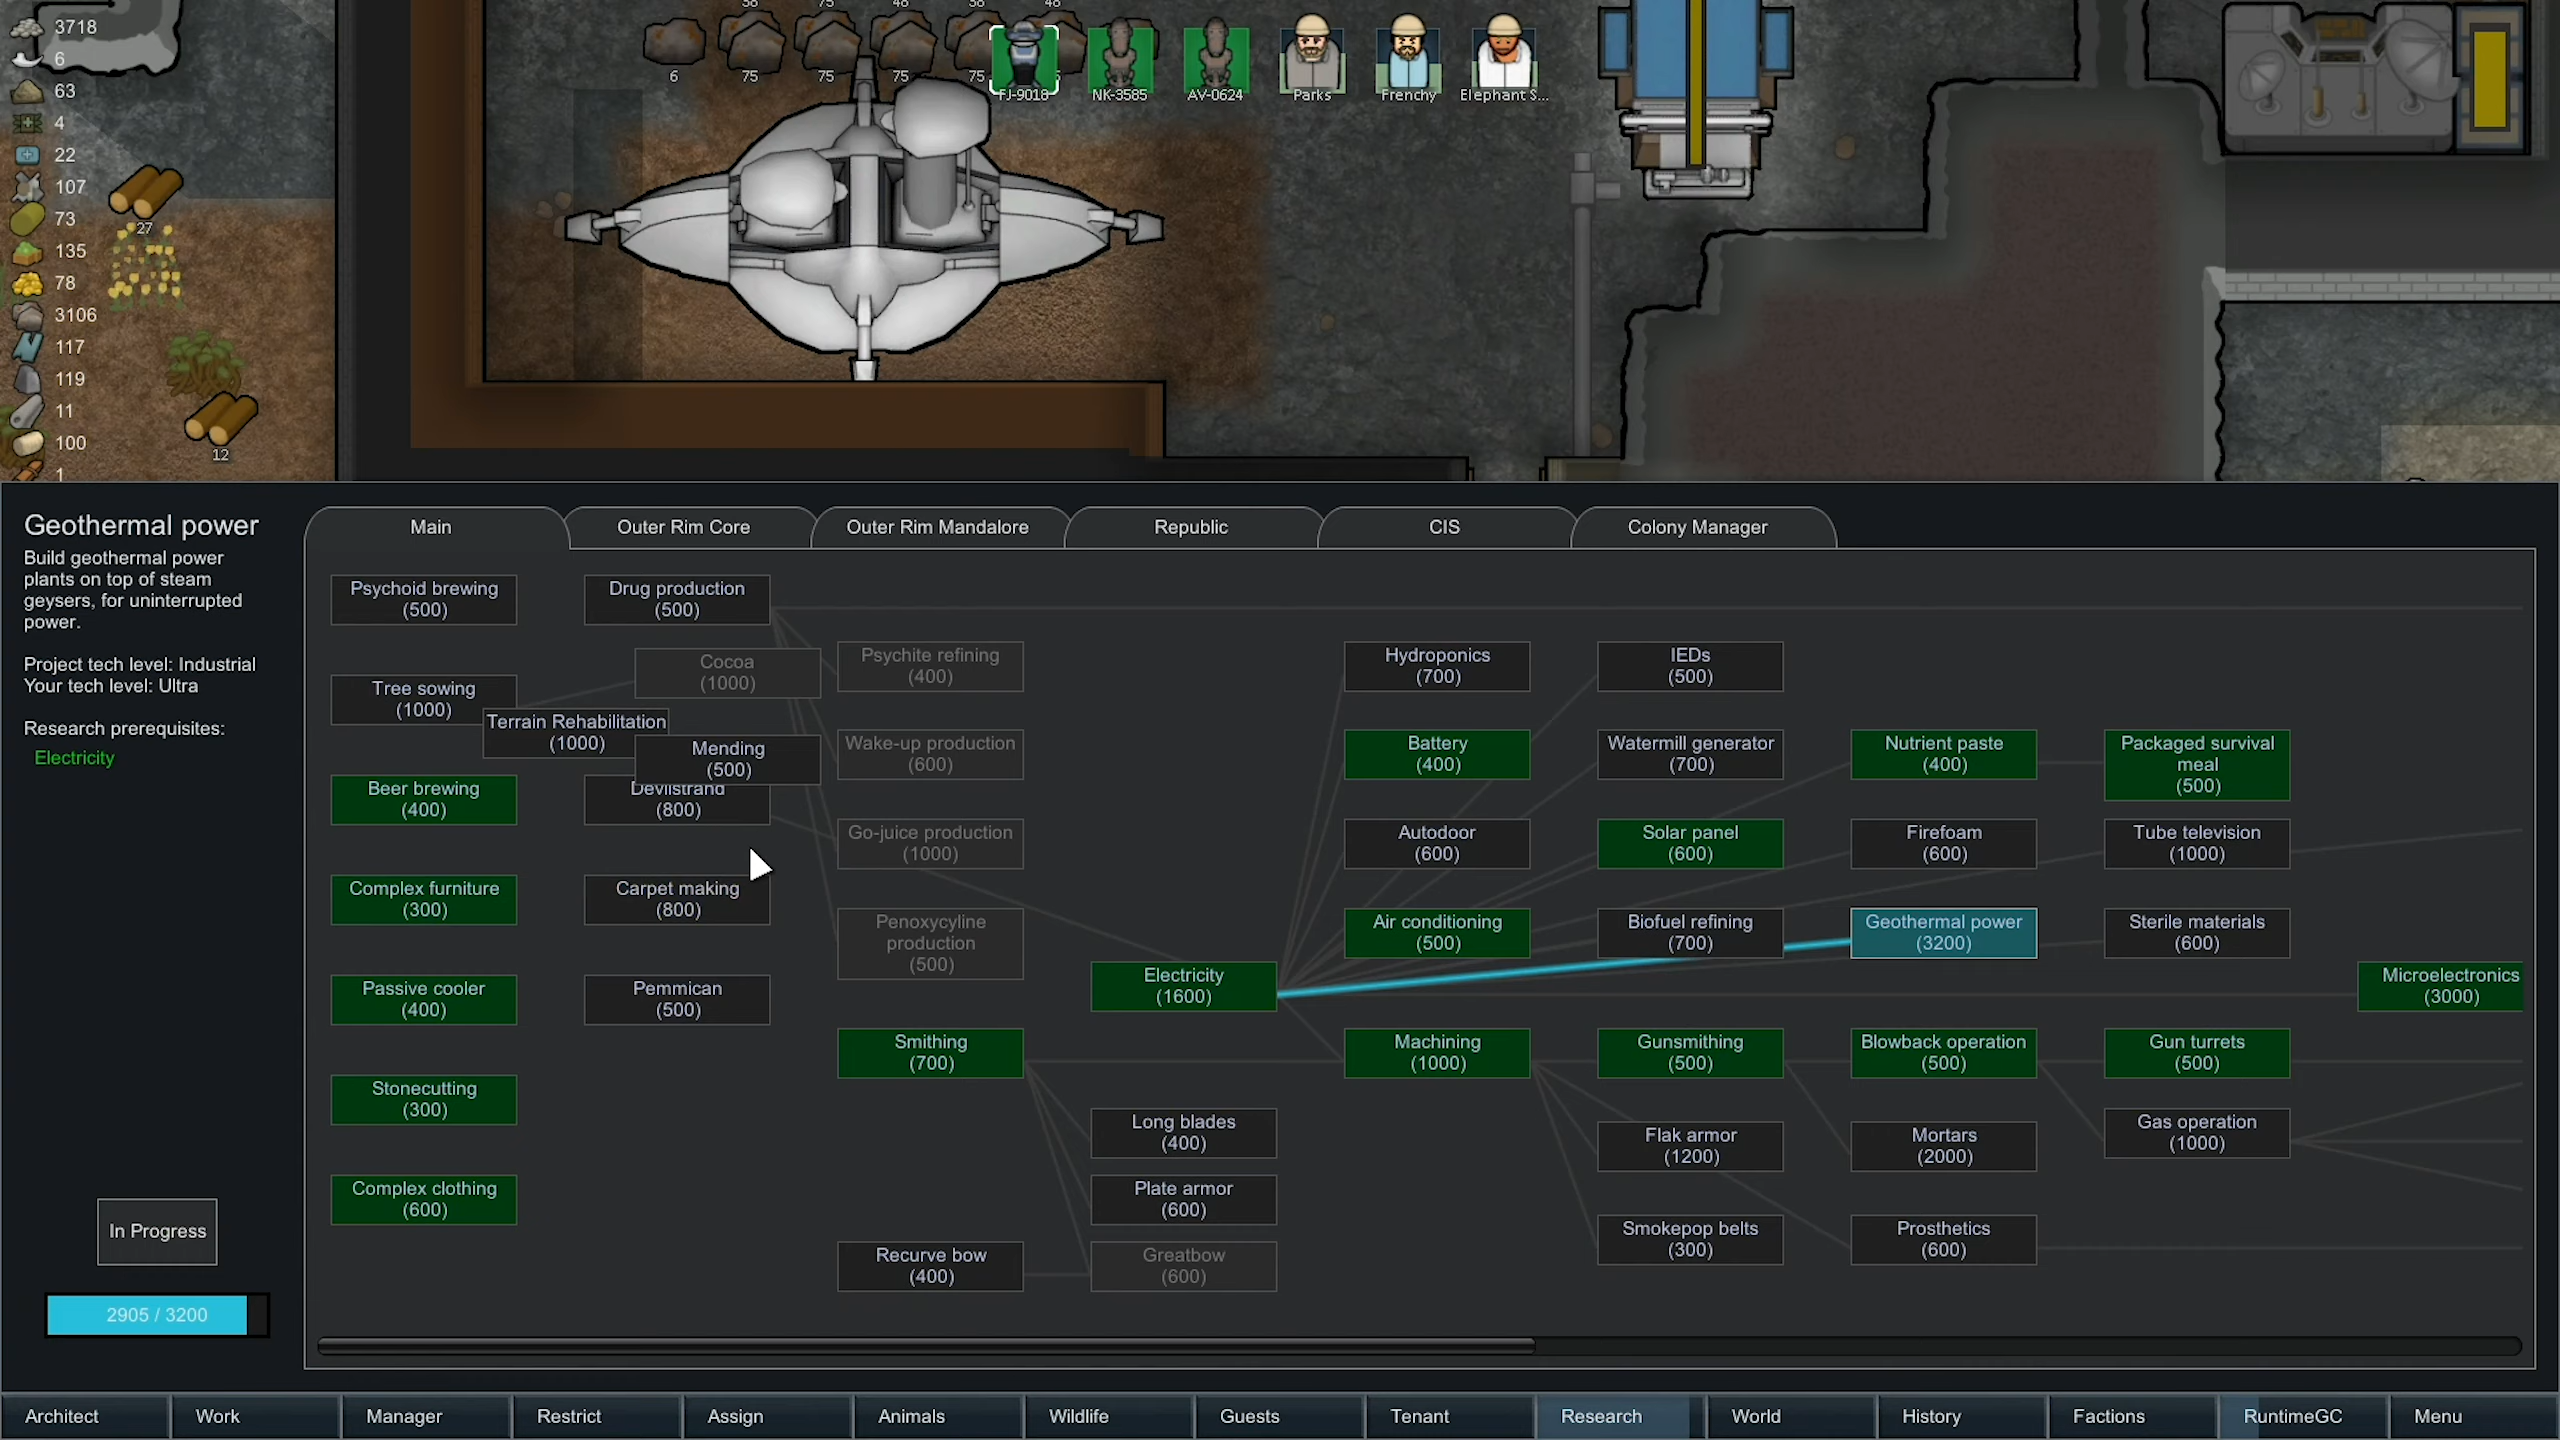 3718
6
63
4
22
107
73
135
78
3106
117
119
11
100
1
27
12
38
75
48
38
48
6
75
75
75
75
FJ-9018
NK-3585
AV-0624
Parks
Frenchy
Elephant S...
Geothermal power
Build geothermal power
plants on top of steam
geysers, for uninterrupted
power.
Project tech level: Industrial
Your tech level: Ultra
Research prerequisites:
Electricity
In Progress
2905 / 3200
Main
Outer Rim Core
Outer Rim Mandalore
Republic
CIS
Colony Manager
Psychoid brewing
(500)
Drug production
(500)
Tree sowing
(1000)
Cocoa
(1000)
Terrain Rehabilitation
(1000)
Mending
(500)
Beer brewing
(400)
Devilstrand
(800)
Complex furniture
(300)
Carpet making
(800)
Passive cooler
(400)
Pemmican
(500)
Stonecutting
(300)
Complex clothing
(600)
Psychite refining
(400)
Wake-up production
(600)
Go-juice production
(1000)
Penoxycyline
production
(500)
Smithing
(700)
Recurve bow
(400)
Electricity
(1600)
Long blades
(400)
Plate armor
(600)
Greatbow
(600)
Hydroponics
(700)
Battery
(400)
Autodoor
(600)
Air conditioning
(500)
Machining
(1000)
IEDs
(500)
Watermill generator
(700)
Solar panel
(600)
Biofuel refining
(700)
Gunsmithing
(500)
Flak armor
(1200)
Smokepop belts
(300)
Nutrient paste
(400)
Firefoam
(600)
Geothermal power
(3200)
Blowback operation
(500)
Mortars
(2000)
Prosthetics
(600)
Packaged survival
meal
(500)
Tube television
(1000)
Sterile materials
(600)
Gun turrets
(500)
Gas operation
(1000)
Microelectronics
(3000)
Architect
Work
Manager
Restrict
Assign
Animals
Wildlife
Guests
Tenant
Research
World
History
Factions
RuntimeGC
Menu